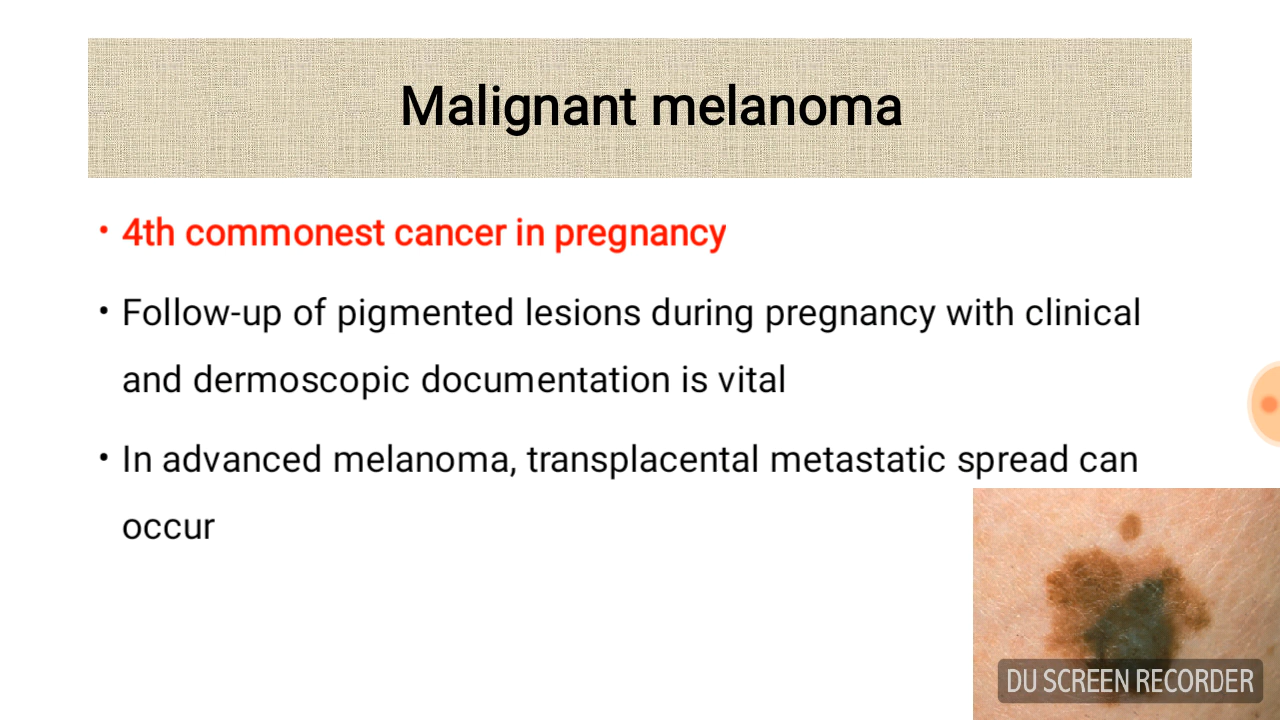 Malignant melanoma
• 4th commonest cancer in pregnancy
• Follow-up of pigmented lesions during pregnancy with clinical
and dermoscopic documentation is vital
• In advanced melanoma, transplacental metastatic spread can
occur
DU SCREEN RECORDER